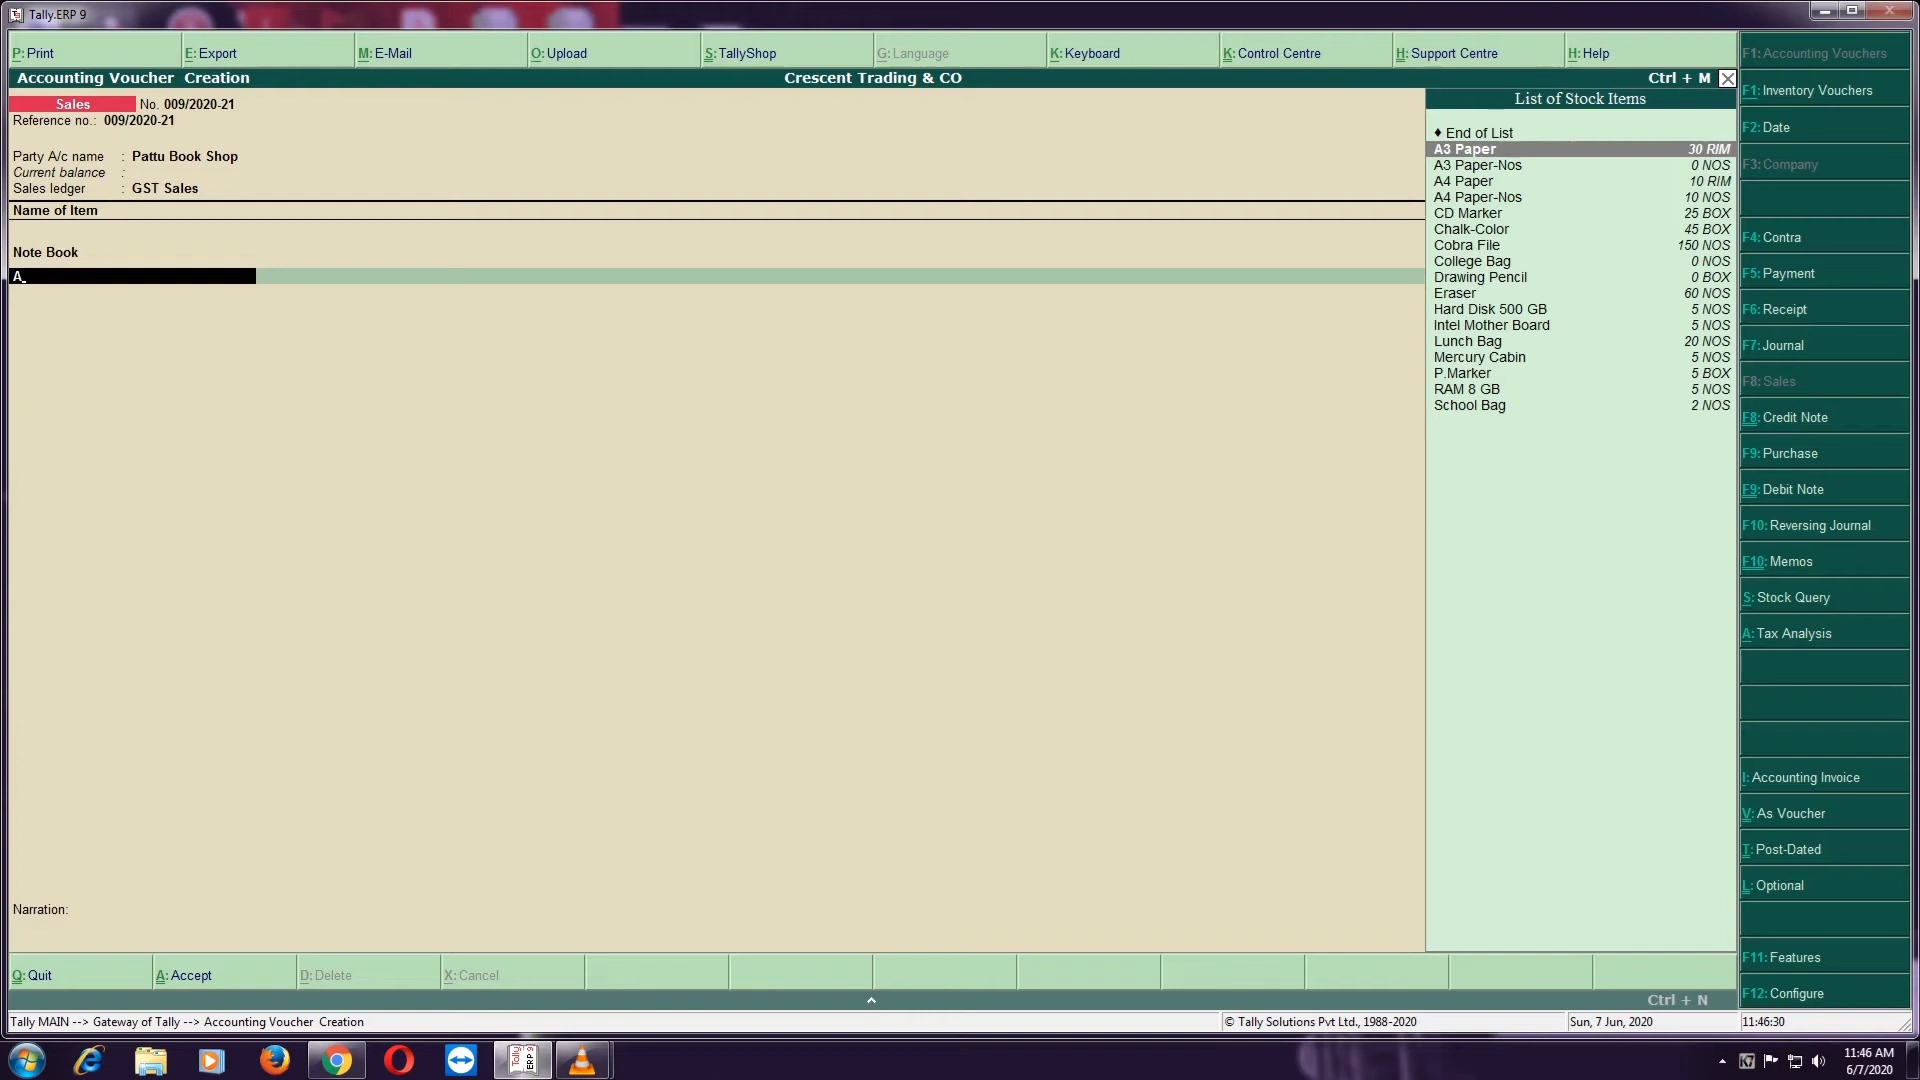 Tally.ERP 9
P: Print
E: Export
M: E-Mail
O: Upload
S: TallyShop
G: Language
K: Keyboard
K: Control Centre
H: Support Centre
H: Help
Accounting Voucher Creation
Crescent Trading & CO
Ctrl + M
Sales No. 009/2020-21
Reference no.: 009/2020-21
Party A/c name : Pattu Book Shop
Current balance :
Sales ledger : GST Sales
Name of Item
Note Book
A
Narration:
List of Stock Items
♦ End of List
A3 Paper 30 RIM
A3 Paper-Nos 0 NOS
A4 Paper 10 RIM
A4 Paper-Nos 10 NOS
CD Marker 25 BOX
Chalk-Color 45 BOX
Cobra File 150 NOS
College Bag 0 NOS
Drawing Pencil 0 BOX
Eraser 60 NOS
Hard Disk 500 GB 5 NOS
Intel Mother Board 5 NOS
Lunch Bag 20 NOS
Mercury Cabin 5 NOS
P.Marker 5 BOX
RAM 8 GB 5 NOS
School Bag 2 NOS
F1: Accounting Vouchers
F1: Inventory Vouchers
F2: Date
F3: Company
F4: Contra
F5: Payment
F6: Receipt
F7: Journal
F8: Sales
F8: Credit Note
F9: Purchase
F9: Debit Note
F10: Reversing Journal
F10: Memos
S: Stock Query
A: Tax Analysis
I: Accounting Invoice
V: As Voucher
T: Post-Dated
L: Optional
F11: Features
F12: Configure
Q: Quit
A: Accept
D: Delete
X: Cancel
Ctrl + N
Tally MAIN --> Gateway of Tally --> Accounting Voucher Creation
© Tally Solutions Pvt Ltd., 1988-2020
Sun, 7 Jun, 2020
11:46:30
Tally
ERP 9
K7
11:46 AM
6/7/2020